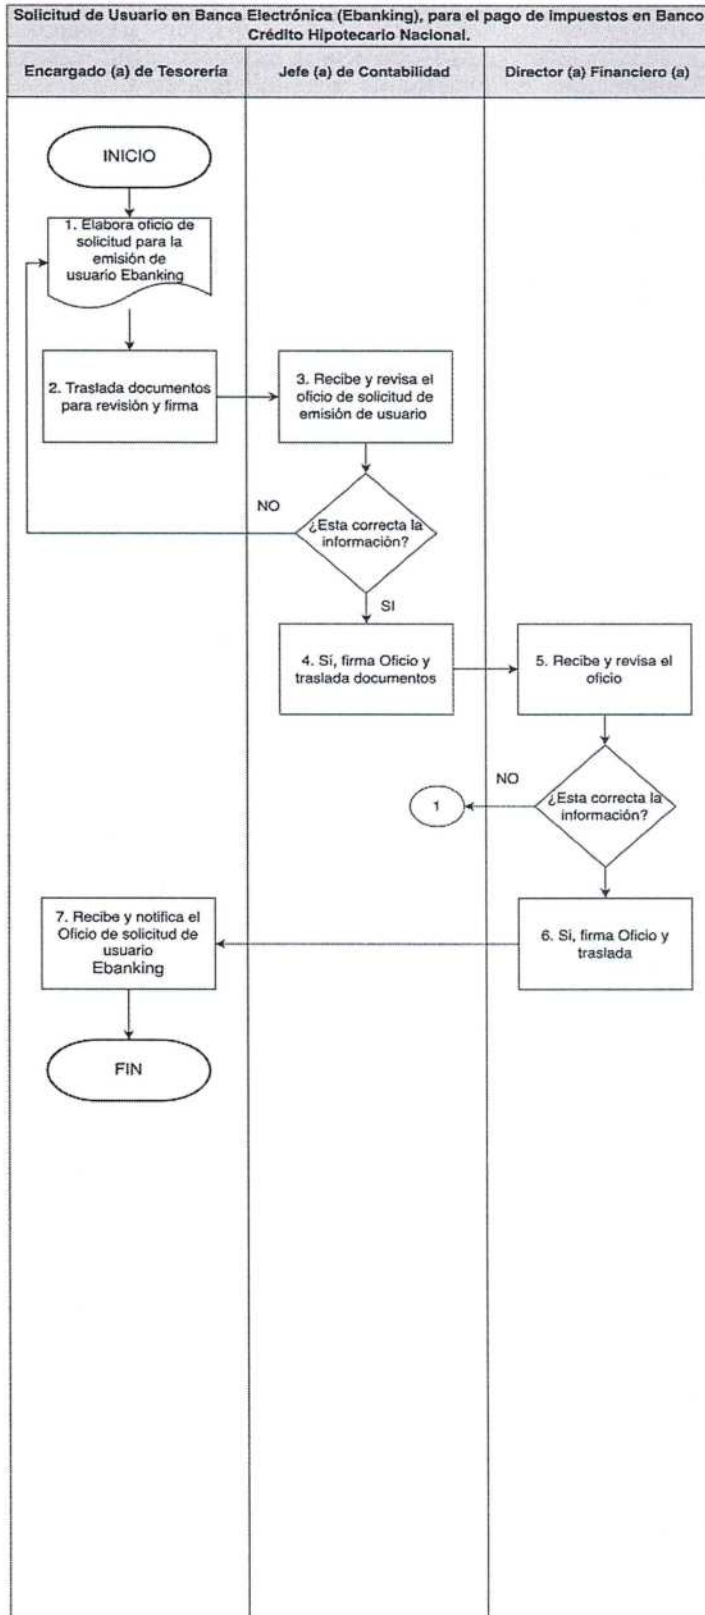 Solicitud de Usuario en Banca Electrónica (Ebanking), para el pago de Impuestos en Banco
Crédito Hipotecario Nacional.
Encargado (a) de Tesorería
Jefe (a) de Contabilidad
Director (a) Financiero (a)
INICIO
1. Elabora oficio de
solicitud para la
emisión de
usuario Ebanking
2. Traslada documentos
para revisión y firma
3. Recibe y revisa el
oficio de solicitud de
emisión de usuario
NO
¿Esta correcta la
información?
SI
4. Sí, firma Oficio y
traslada documentos
5. Recibe y revisa el
oficio
NO
1
¿Esta correcta la
información?
7. Recibe y notifica el
Oficio de solicitud de
usuario
Ebanking
6. Si, firma Oficio y
traslada
FIN